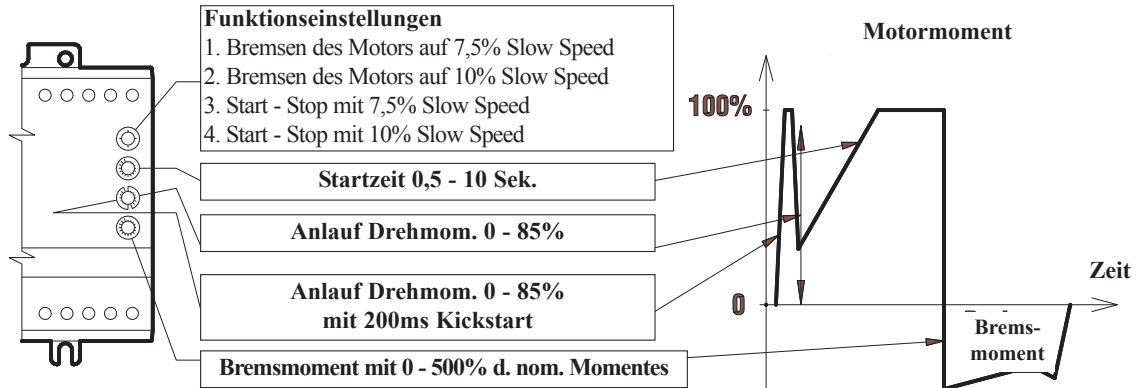 Funktionseinstellungen
1. Bremsen des Motors auf 7,5% Slow Speed
2. Bremsen des Motors auf 10% Slow Speed
3. Start - Stop mit 7,5% Slow Speed
4. Start - Stop mit 10% Slow Speed
Startzeit 0,5 - 10 Sek.
Anlauf Drehmom. 0 - 85%
Anlauf Drehmom. 0 - 85%
mit 200ms Kickstart
Bremsmoment mit 0 - 500% d. nom. Momentes
Motormoment
100%
0
Zeit
Brems-
moment